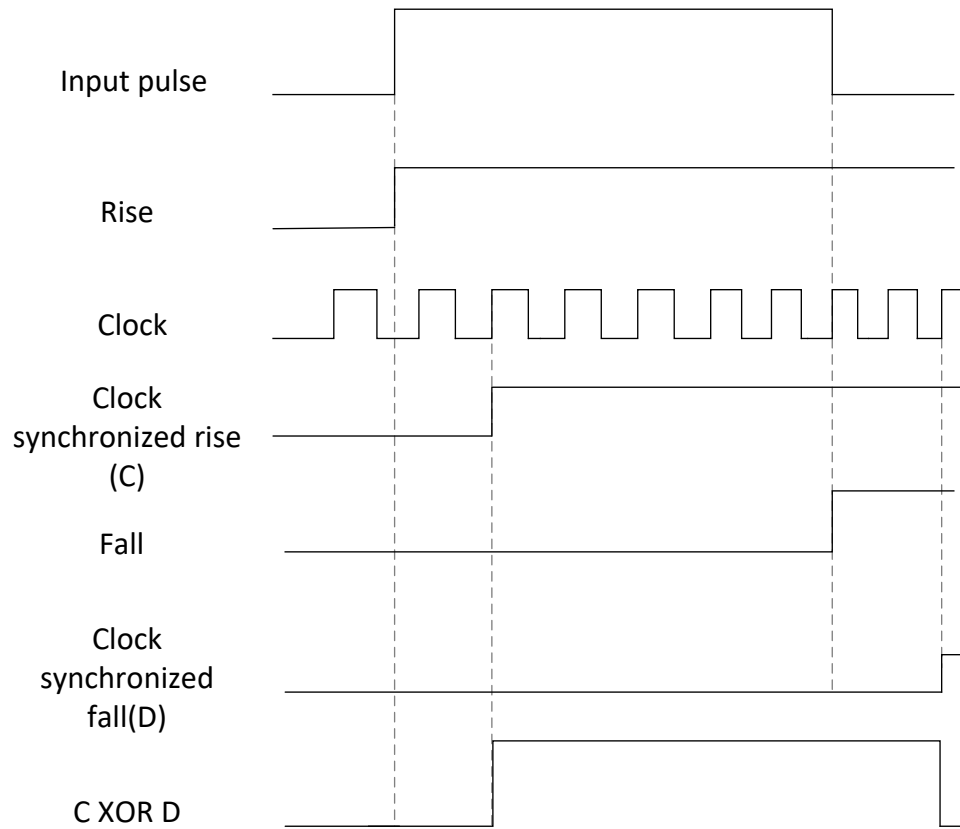 Input pulse
Rise
Clock
Clock
synchronized rise
(C)
Fall
Clock
synchronized
fall(D)
C XOR D